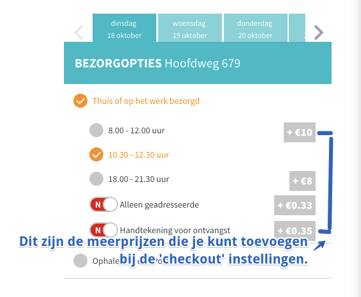 dinsdag woensdag donderdag
18 oktober 19 oktober 20 oktober
BEZORGOPTIES Hoofdweg 679
Thuis of op het werk bezorgd
8.00 - 12.00 uur + €10
10.30 - 12.30 uur
18.00 - 21.30 uur + €8
N Alleen geadresseerde + €0.33
N Handtekening voor ontvangst + €0.35
Dit zijn de meerprijzen die je kunt toevoegen
bij de 'checkout' instellingen.